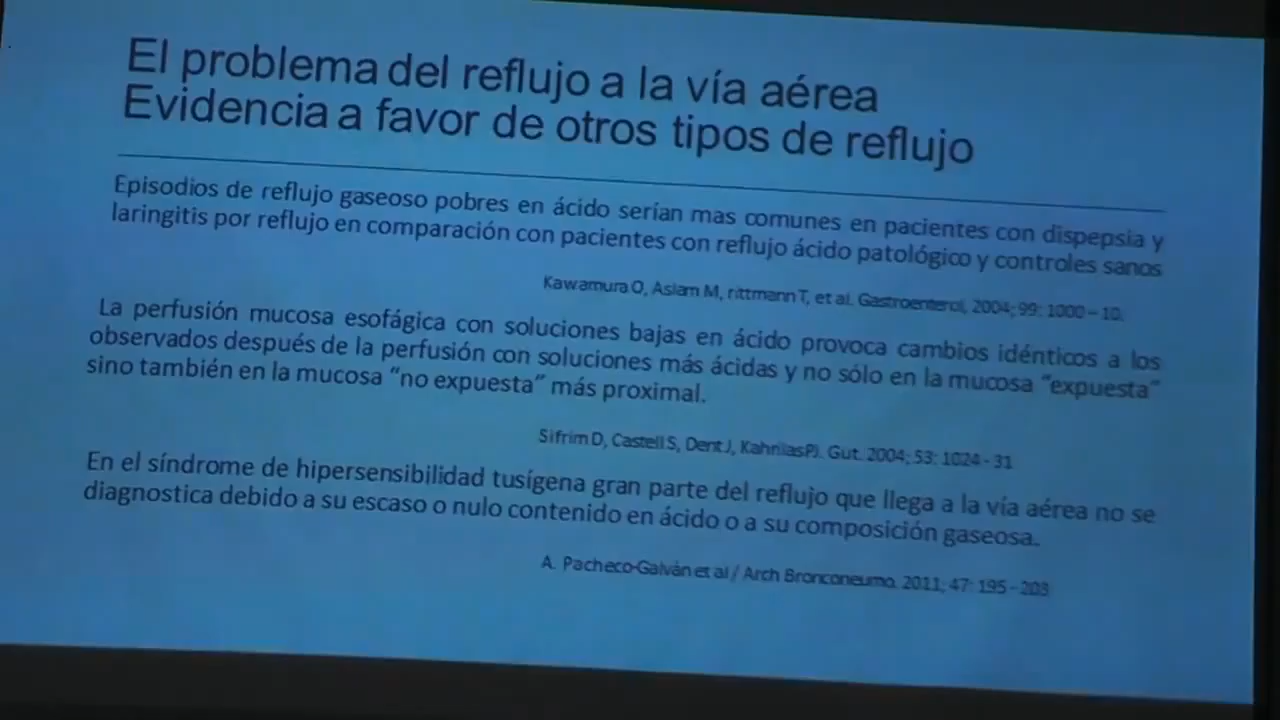 El problema del reflujo a la vía aérea
Evidencia a favor de otros tipos de reflujo
Episodios de reflujo gaseoso pobres en ácido serían mas comunes en pacientes con dispepsia y
laringitis por reflujo en comparación con pacientes con reflujo ácido patológico y controles sanos
Kawamura O, Aslam M, rittmann T, et al. Gastroenterol, 2004; 99: 1000 – 10.
La perfusión mucosa esofágica con soluciones bajas en ácido provoca cambios idénticos a los
observados después de la perfusión con soluciones más ácidas y no sólo en la mucosa "expuesta"
sino también en la mucosa "no expuesta" más proximal.
Sifrim D, Castell S, Dent J, Kahrilas PJ. Gut. 2004; 53: 1024 - 31
En el síndrome de hipersensibilidad tusígena gran parte del reflujo que llega a la vía aérea no se
diagnostica debido a su escaso o nulo contenido en ácido o a su composición gaseosa.
A. Pacheco-Galván et al / Arch Bronconeumo. 2011; 47: 195 - 203